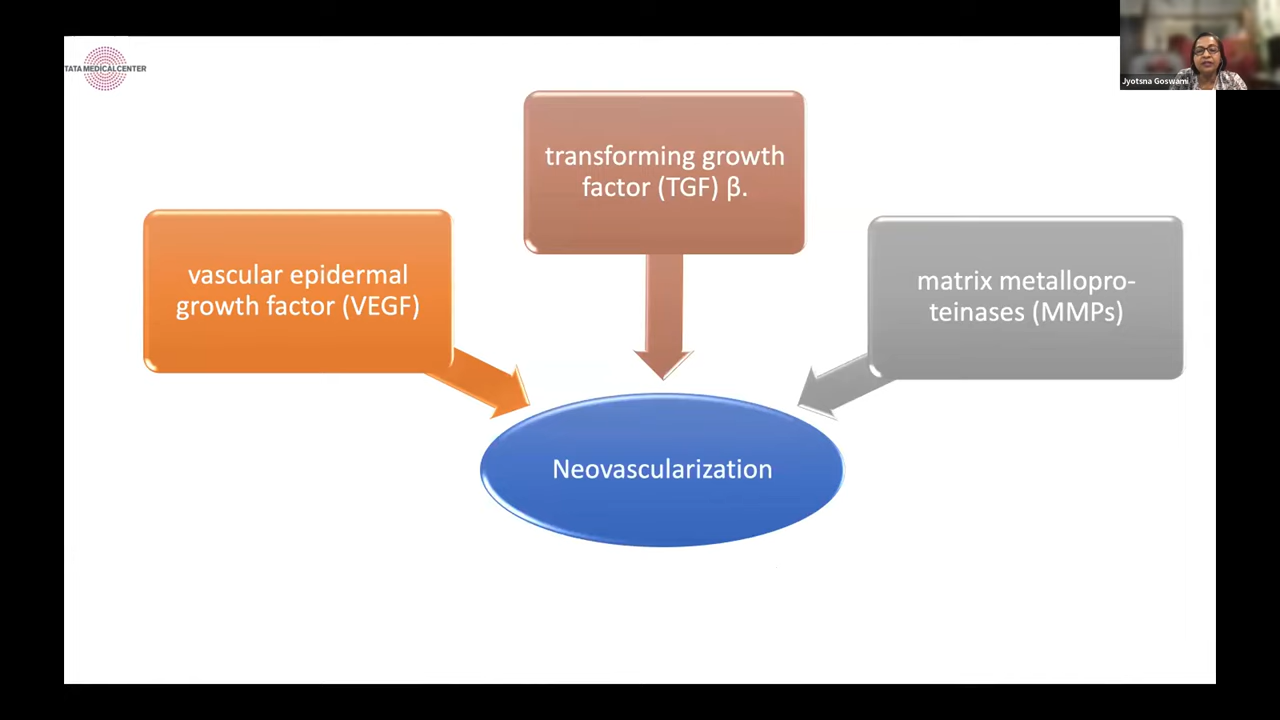 TATA MEDICAL CENTER
Jyotsna Goswami
transforming growth
factor (TGF) β.
vascular epidermal
growth factor (VEGF)
matrix metallopro-
teinases (MMPs)
Neovascularization